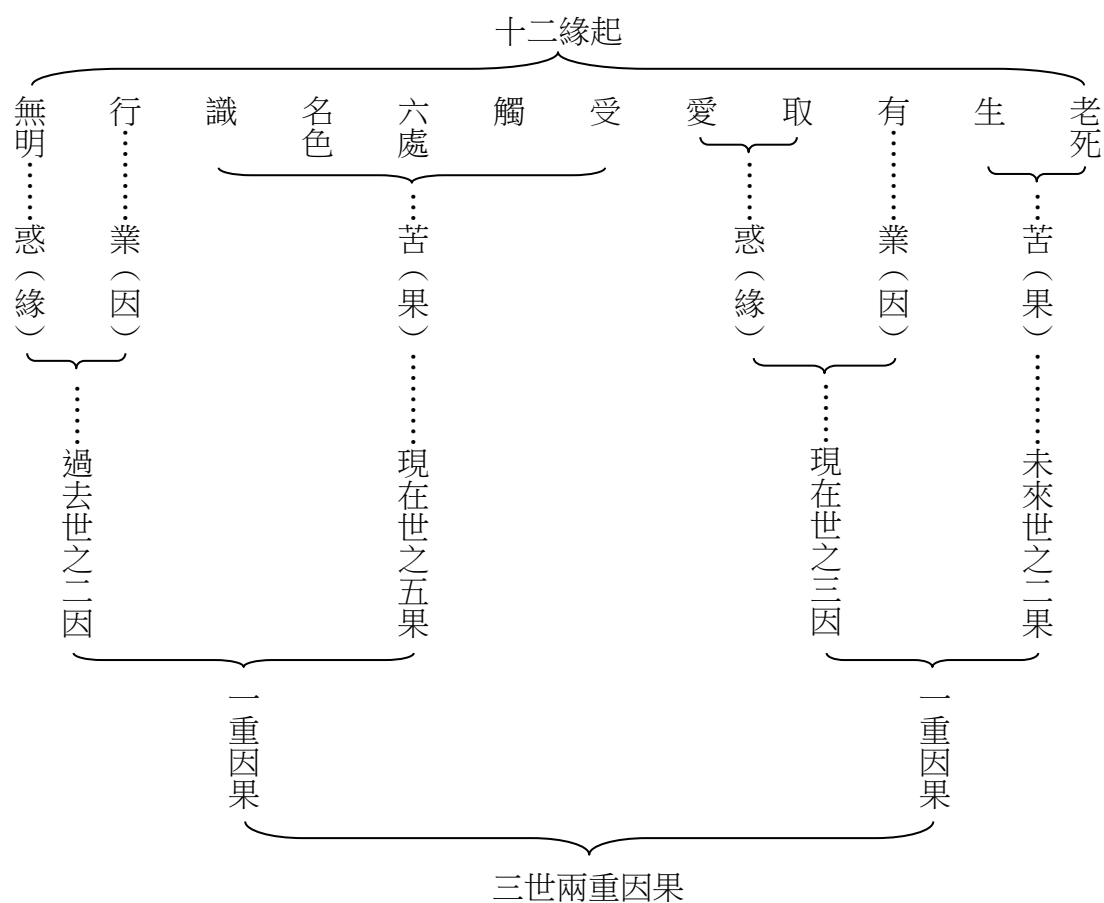 十二緣起
無明
行
識
名色
六處
觸
受
愛
取
有
生
老死
惑（緣）
業（因）
苦（果）
惑（緣）
業（因）
苦（果）
過去世之二因
現在世之五果
現在世之三因
未來世之二果
一重因果
一重因果
三世兩重因果